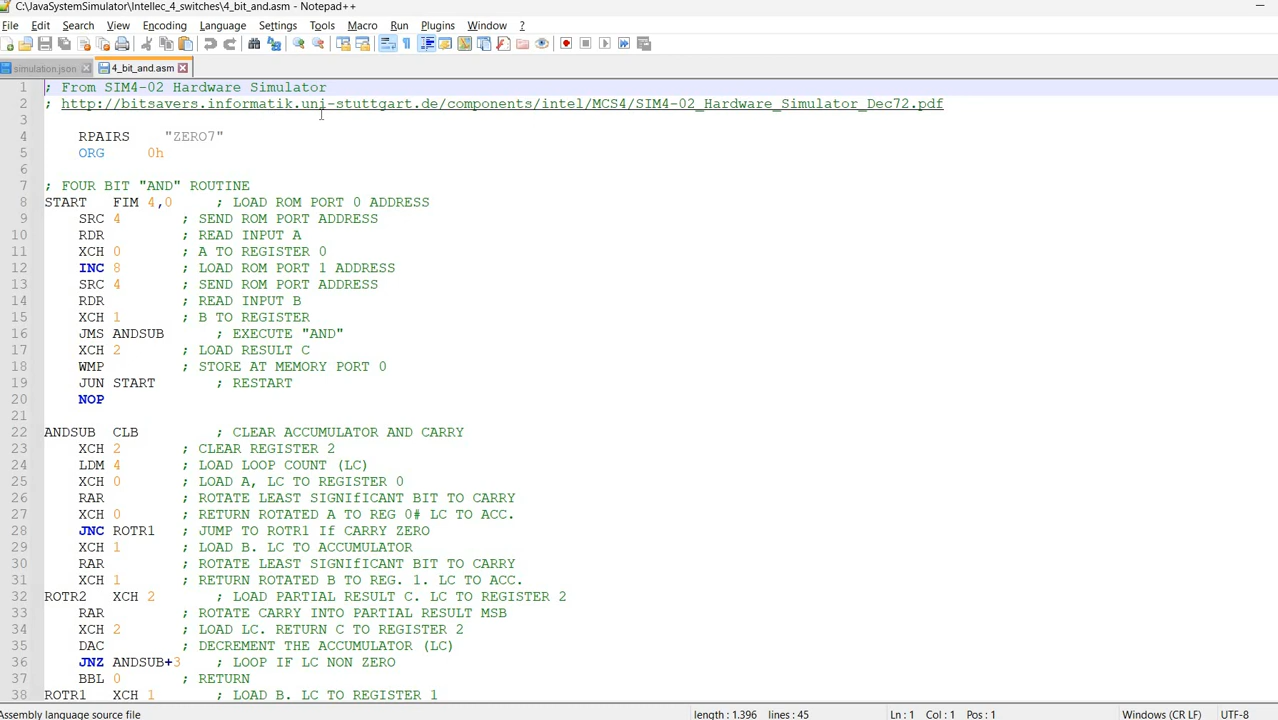 C:\JavaSystemSimulator\Intellec_4_switches\4_bit_and.asm - Notepad++
File Edit Search View Encoding Language Settings Tools Macro Run Plugins Window ?
simulation.json 4_bit_and.asm
1 ; From SIM4-02 Hardware Simulator
2 ; http://bitsavers.informatik.uni-stuttgart.de/components/intel/MCS4/SIM4-02_Hardware_Simulator_Dec72.pdf
3
4 RPAIRS "ZERO7"
5 ORG 0h
6
7 ; FOUR BIT "AND" ROUTINE
8 START FIM 4,0 ; LOAD ROM PORT 0 ADDRESS
9 SRC 4 ; SEND ROM PORT ADDRESS
10 RDR ; READ INPUT A
11 XCH 0 ; A TO REGISTER 0
12 INC 8 ; LOAD ROM PORT 1 ADDRESS
13 SRC 4 ; SEND ROM PORT ADDRESS
14 RDR ; READ INPUT B
15 XCH 1 ; B TO REGISTER
16 JMS ANDSUB ; EXECUTE "AND"
17 XCH 2 ; LOAD RESULT C
18 WMP ; STORE AT MEMORY PORT 0
19 JUN START ; RESTART
20 NOP
21
22 ANDSUB CLB ; CLEAR ACCUMULATOR AND CARRY
23 XCH 2 ; CLEAR REGISTER 2
24 LDM 4 ; LOAD LOOP COUNT (LC)
25 XCH 0 ; LOAD A, LC TO REGISTER 0
26 RAR ; ROTATE LEAST SIGNIfICANT BIT TO CARRY
27 XCH 0 ; RETURN ROTATED A TO REG 0# LC TO ACC.
28 JNC ROTR1 ; JUMP TO ROTR1 If CARRY ZERO
29 XCH 1 ; LOAD B. LC TO ACCUMULATOR
30 RAR ; ROTATE LEAST SIGNIfICANT BIT TO CARRY
31 XCH 1 ; RETURN ROTATED B TO REG. 1. LC TO ACC.
32 ROTR2 XCH 2 ; LOAD PARTIAL RESULT C. LC TO REGISTER 2
33 RAR ; ROTATE CARRY INTO PARTIAL RESULT MSB
34 XCH 2 ; LOAD LC. RETURN C TO REGISTER 2
35 DAC ; DECREMENT THE ACCUMULATOR (LC)
36 JNZ ANDSUB+3 ; LOOP IF LC NON ZERO
37 BBL 0 ; RETURN
38 ROTR1 XCH 1 ; LOAD B. LC TO REGISTER 1
Assembly language source file length : 1.396 lines : 45 Ln : 1 Col : 1 Pos : 1 Windows (CR LF) UTF-8